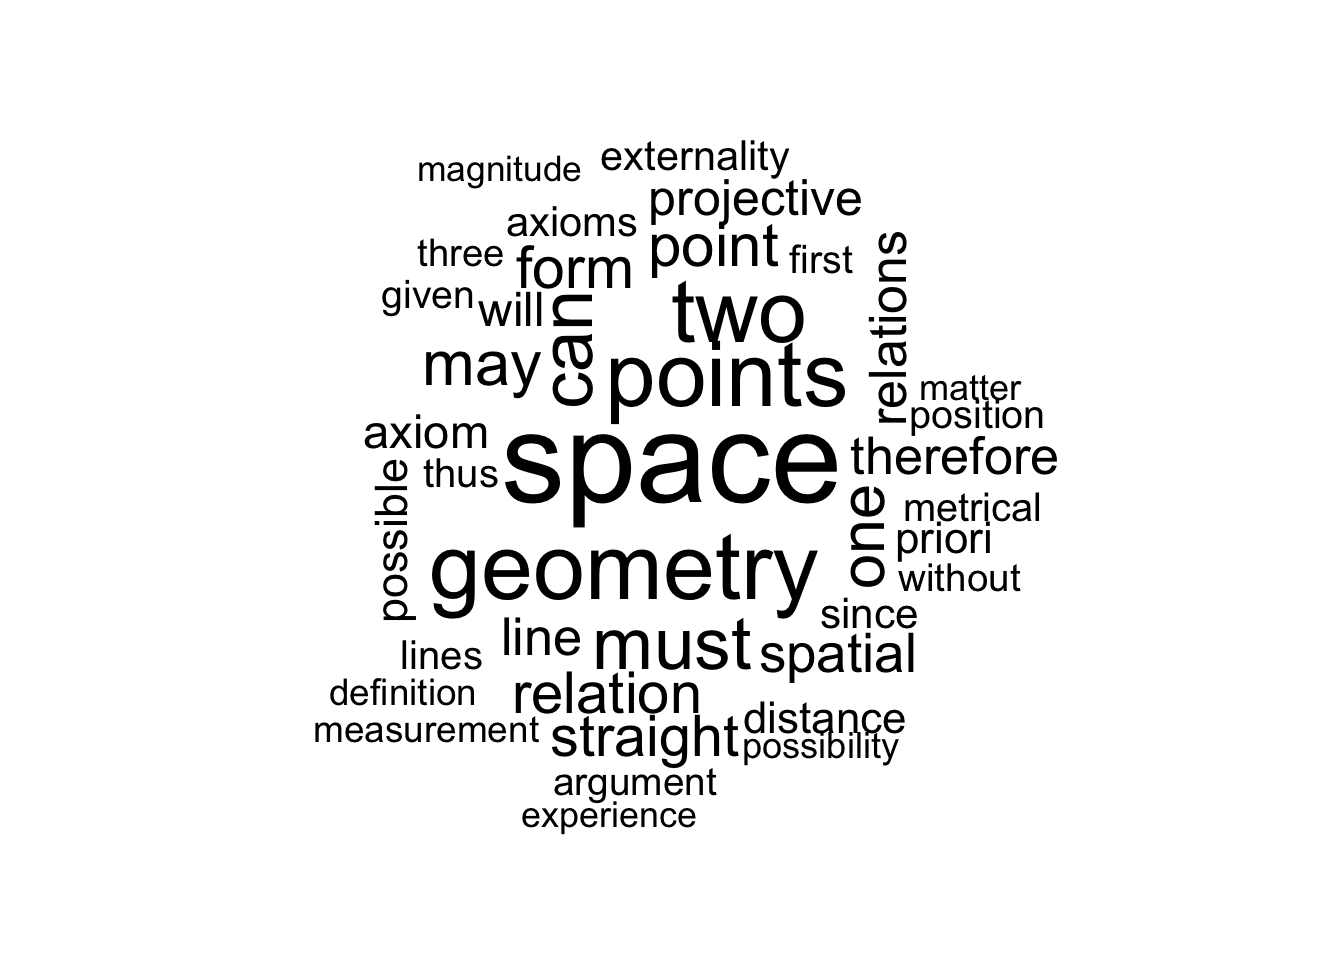 magnitude
externality
projective
axioms
three
form
point
first
given
will
can
two
relations
may
points
matter
position
axiom
thus
space
therefore
possible
one
metrical
priori
geometry
without
since
line
must
spatial
lines
definition
relation
distance
measurement
straight
possibility
argument
experience